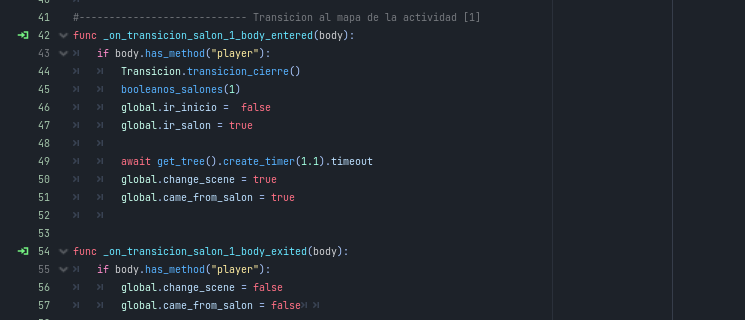 41 #---------------------------- Transicion al mapa de la actividad [1]
42 func _on_transicion_salon_1_body_entered(body):
43 if body.has_method("player"):
44 Transicion.transicion_cierre()
45 booleanos_salones(1)
46 global.ir_inicio =  false
47 global.ir_salon = true
48
49 await get_tree().create_timer(1.1).timeout
50 global.change_scene = true
51 global.came_from_salon = true
52
53
54 func _on_transicion_salon_1_body_exited(body):
55 if body.has_method("player"):
56 global.change_scene = false
57 global.came_from_salon = false